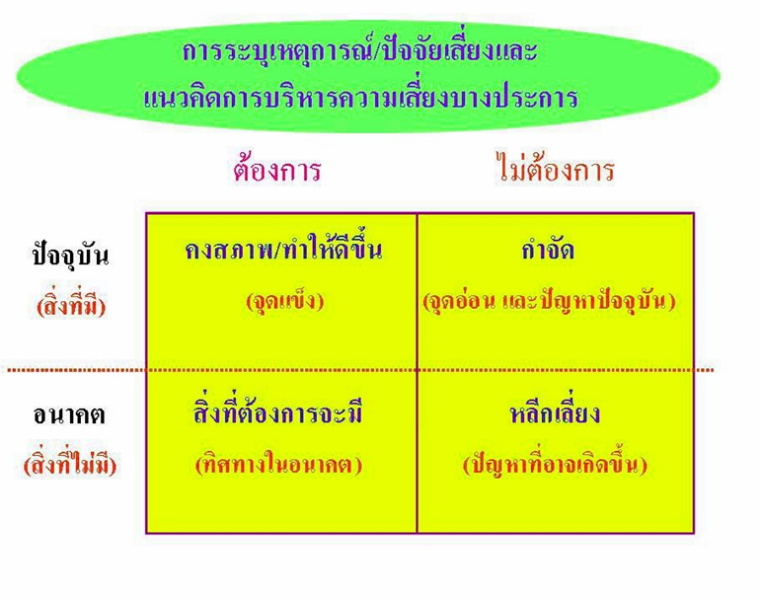 การระบุเหตุการณ์/ปัจจัยเสี่ยงและ
แนวคิดการบริหารความเสี่ยงบางประการ
ต้องการ
ไม่ต้องการ
ปัจจุบัน
(สิ่งที่มี)
คงสภาพ/ทำให้ดีขึ้น
(จุดแข็ง)
กำจัด
(จุดอ่อน และปัญหาปัจจุบัน)
อนาคต
(สิ่งที่ไม่มี)
สิ่งที่ต้องการจะมี
(ทิศทางในอนาคต)
หลีกเลี่ยง
(ปัญหาที่อาจเกิดขึ้น)